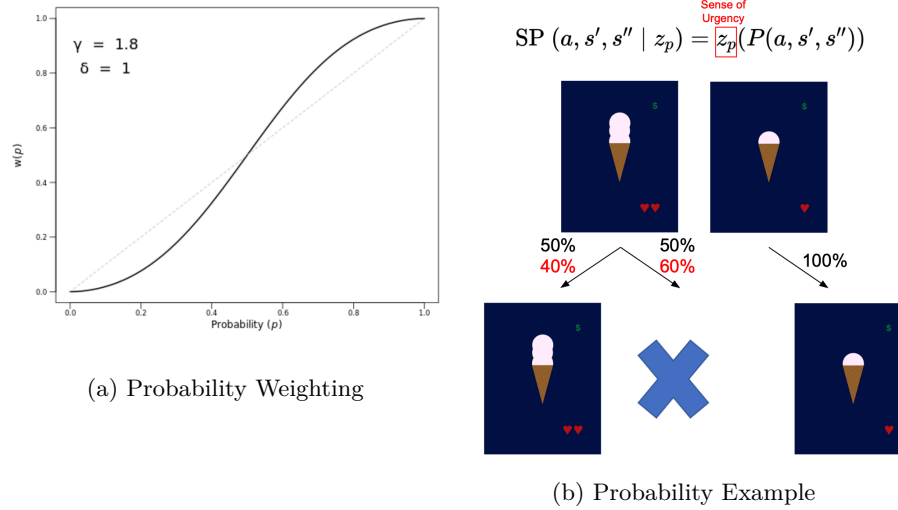 1.0
0.8
0.6
0.4
0.2
0.0
w(p)
γ = 1.8
δ = 1
0.0 0.2 0.4 0.6 0.8 1.0
Probability (p)
(a) Probability Weighting
Sense of
Urgency
SP (a, s′, s″ | z_p) = z_p(P(a, s′, s″))
$
♥♥
$
♥
50%
40%
50%
60%
100%
$
♥♥
$
♥
(b) Probability Example